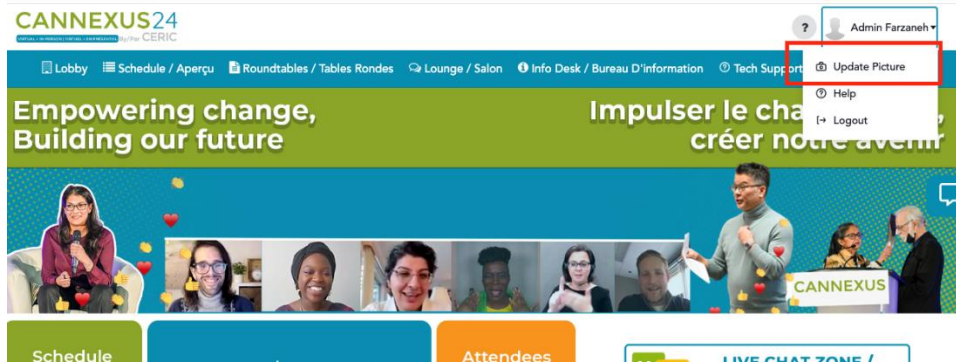 CANNEXUS24
By/Par CERIC
? Admin Farzaneh
Lobby Schedule / Aperçu Roundtables / Tables Rondes Lounge / Salon Info Desk / Bureau D'information Tech Support
Update Picture
Help
Logout
Empowering change,
Building our future
Impulser le cha
créer notre avenir
CANNEXUS
Schedule
Attendees
LIVE CHAT ZONE /